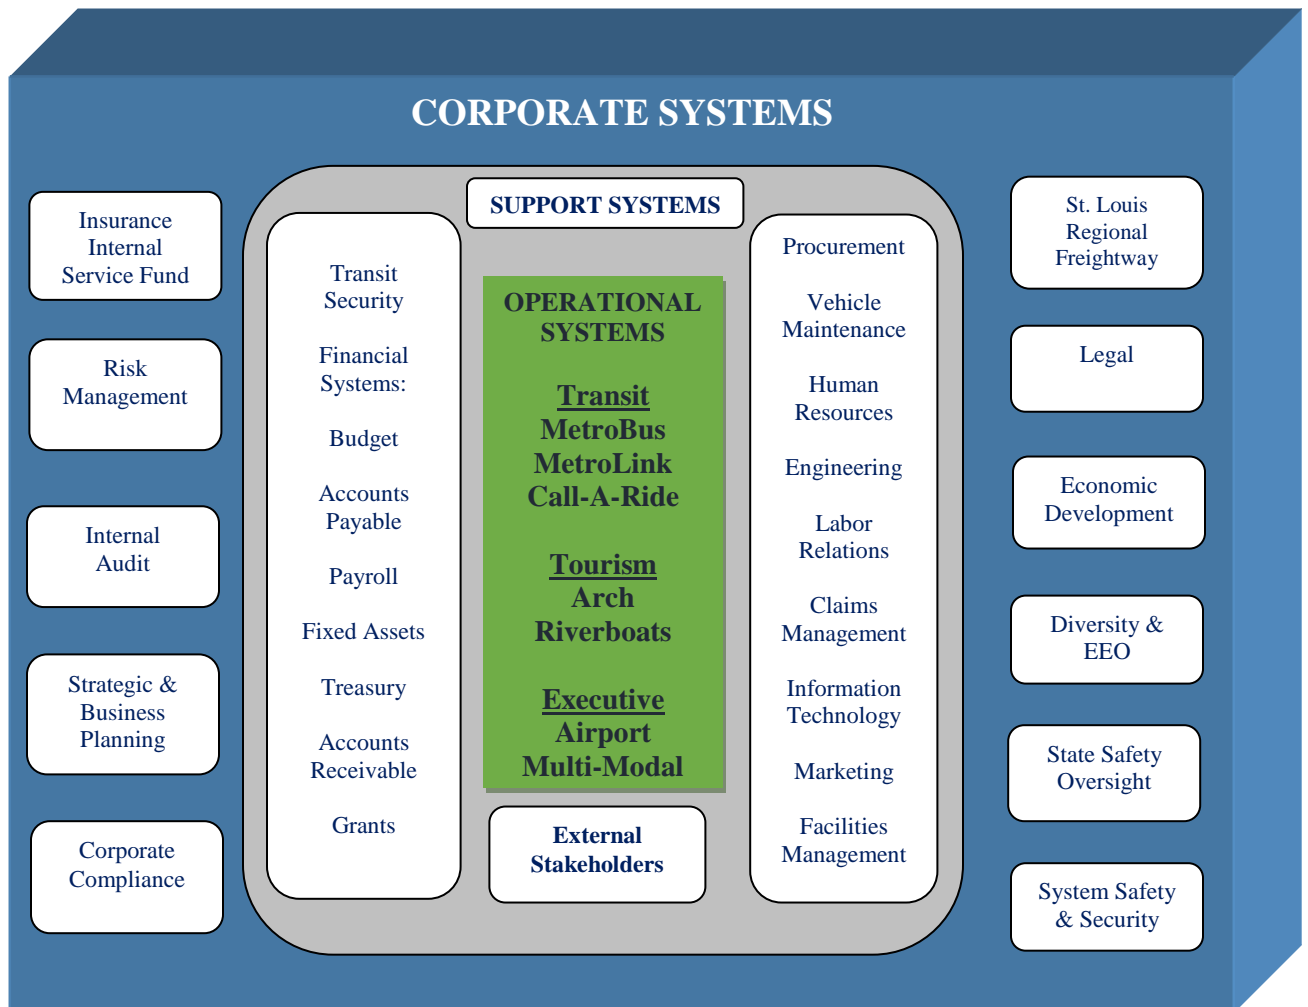 CORPORATE SYSTEMS
Insurance
Internal
Service Fund
Risk
Management
Internal
Audit
Strategic &
Business
Planning
Corporate
Compliance
SUPPORT SYSTEMS
Transit
Security
Financial
Systems:
Budget
Accounts
Payable
Payroll
Fixed Assets
Treasury
Accounts
Receivable
Grants
OPERATIONAL
SYSTEMS
Transit
MetroBus
MetroLink
Call-A-Ride
Tourism
Arch
Riverboats
Executive
Airport
Multi-Modal
External
Stakeholders
Procurement
Vehicle
Maintenance
Human
Resources
Engineering
Labor
Relations
Claims
Management
Information
Technology
Marketing
Facilities
Management
St. Louis
Regional
Freightway
Legal
Economic
Development
Diversity &
EEO
State Safety
Oversight
System Safety
& Security